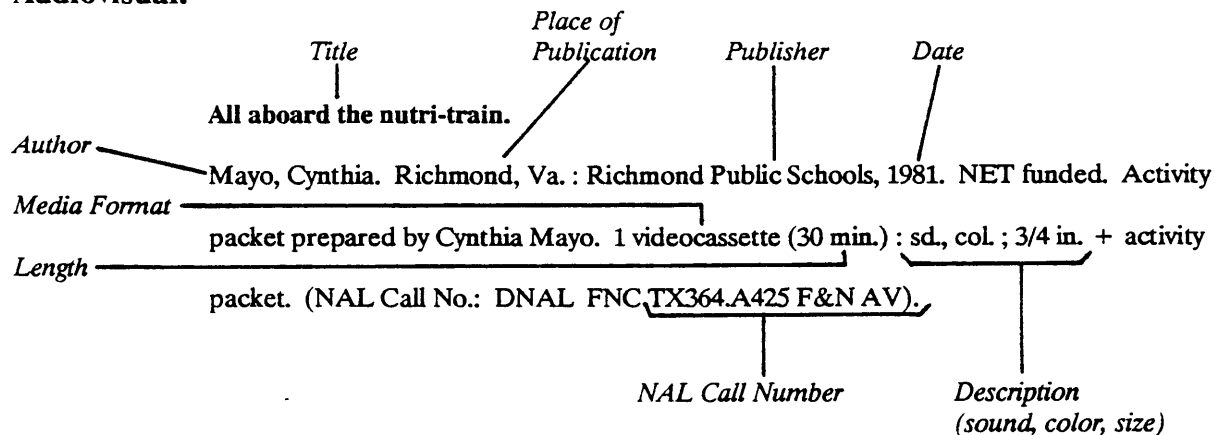 Audiovisual:
Place of
Title Publication Publisher Date
All aboard the nutri-train.
Author
Mayo, Cynthia. Richmond, Va. : Richmond Public Schools, 1981. NET funded. Activity
Media Format
packet prepared by Cynthia Mayo. 1 videocassette (30 min.) : sd., col. ; 3/4 in. + activity
Length
packet. (NAL Call No.: DNAL FNC TX364.A425 F&N AV).
NAL Call Number Description
(sound, color, size)